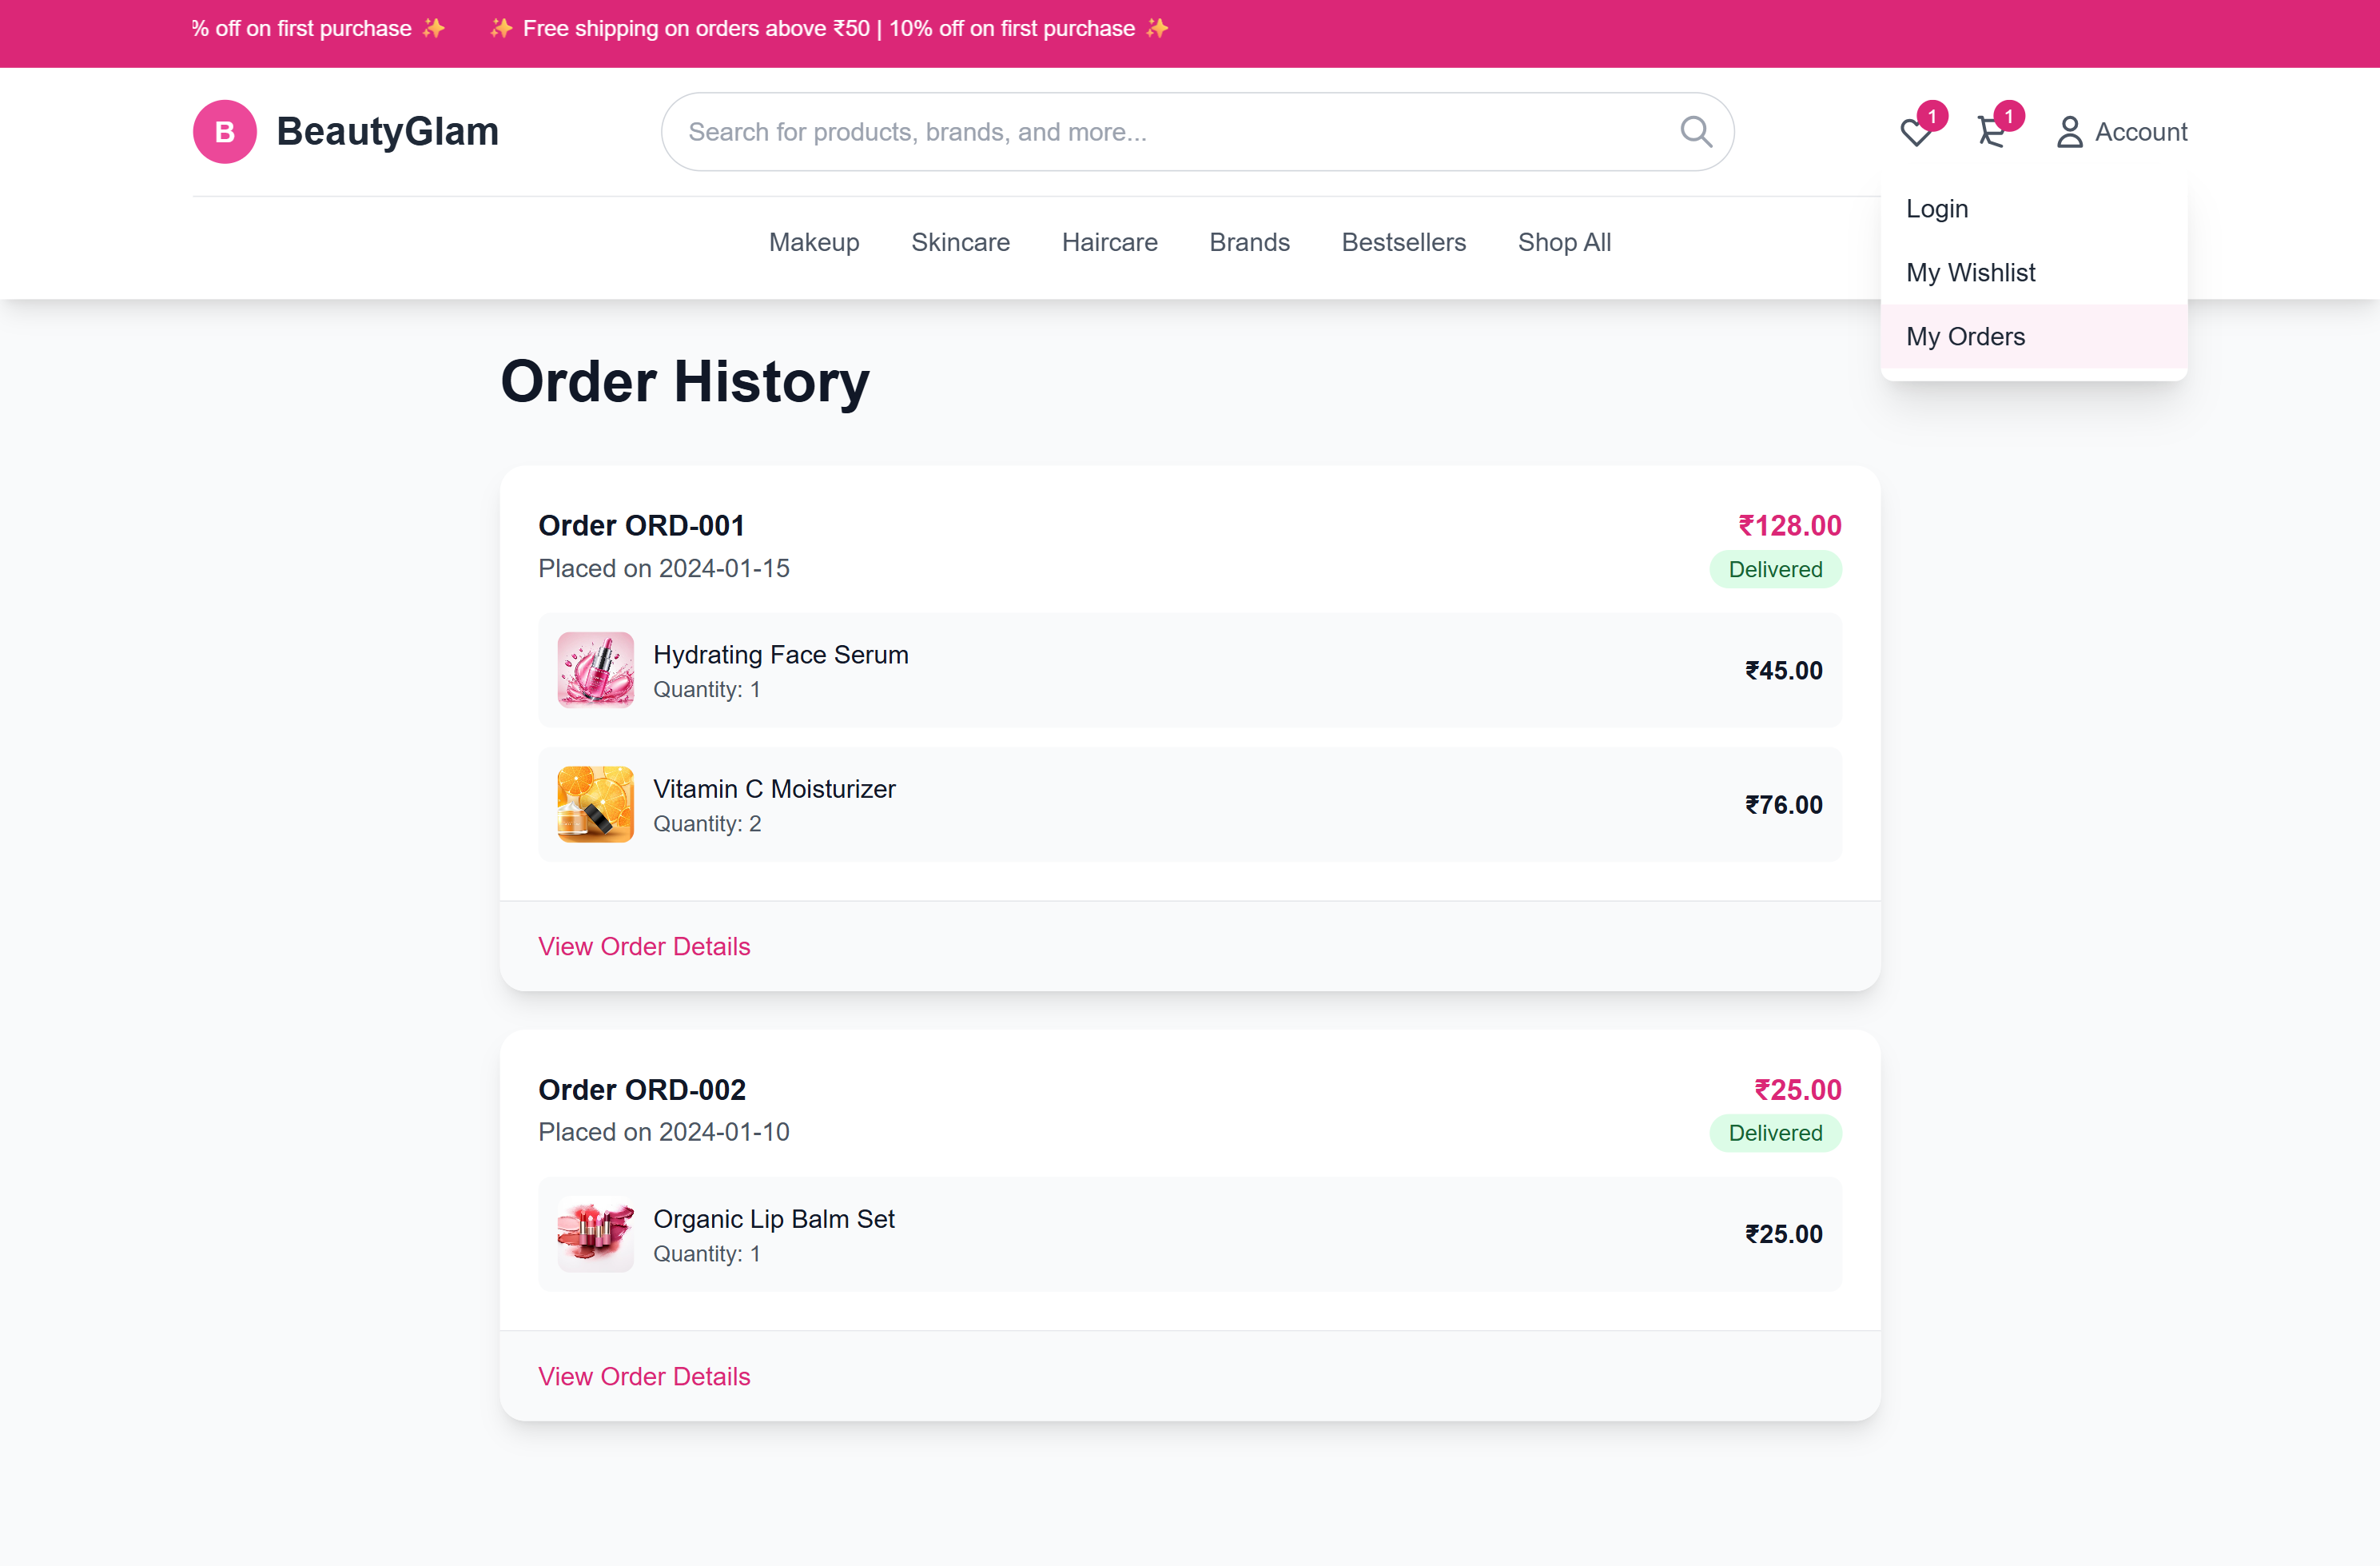 % off on first purchase ✨ ✨ Free shipping on orders above ₹50 | 10% off on first purchase ✨
B BeautyGlam
Search for products, brands, and more...
1
1
Account
Login
My Wishlist
My Orders
Makeup Skincare Haircare Brands Bestsellers Shop All
Order History
Order ORD-001
₹128.00
Placed on 2024-01-15
Delivered
Hydrating Face Serum
Quantity: 1
₹45.00
Vitamin C Moisturizer
Quantity: 2
₹76.00
View Order Details
Order ORD-002
₹25.00
Placed on 2024-01-10
Delivered
Organic Lip Balm Set
Quantity: 1
₹25.00
View Order Details